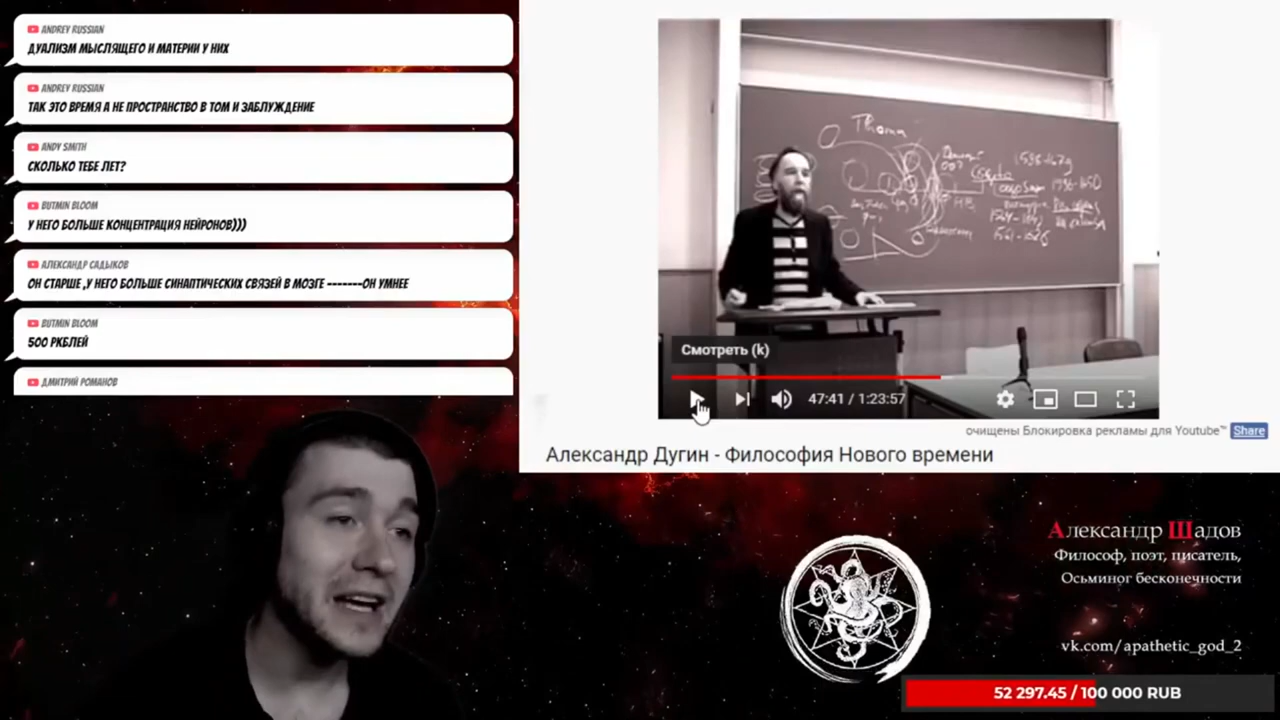 ANDREY RUSSIAN
ДУАЛИЗМ МЫСЛЯЩЕГО И МАТЕРИИ У НИХ
ANDREY RUSSIAN
ТАК ЭТО ВРЕМЯ А НЕ ПРОСТРАНСТВО В ТОМ И ЗАБЛУЖДЕНИЕ
ANDY SMITH
СКОЛЬКО ТЕБЕ ЛЕТ?
BUTMIN BLOOM
У НЕГО БОЛЬШЕ КОНЦЕНТРАЦИЯ НЕЙРОНОВ)))
АЛЕКСАНДР САДЫКОВ
ОН СТАРШЕ ,У НЕГО БОЛЬШЕ СИНАПТИЧЕСКИХ СВЯЗЕЙ В МОЗГЕ -------ОН УМНЕЕ
BUTMIN BLOOM
500 РКБЛЕЙ
ДМИТРИЙ РОМАНОВ
1564-1642
1561-1626
Смотреть (k)
47:41 / 1:23:57
очищены Блокировка рекламы для Youtube™ Share
Александр Дугин - Философия Нового времени
Александр Шадов
Философ, поэт, писатель,
Осьминог бесконечности
vk.com/apathetic_god_2
52 297.45 / 100 000 RUB